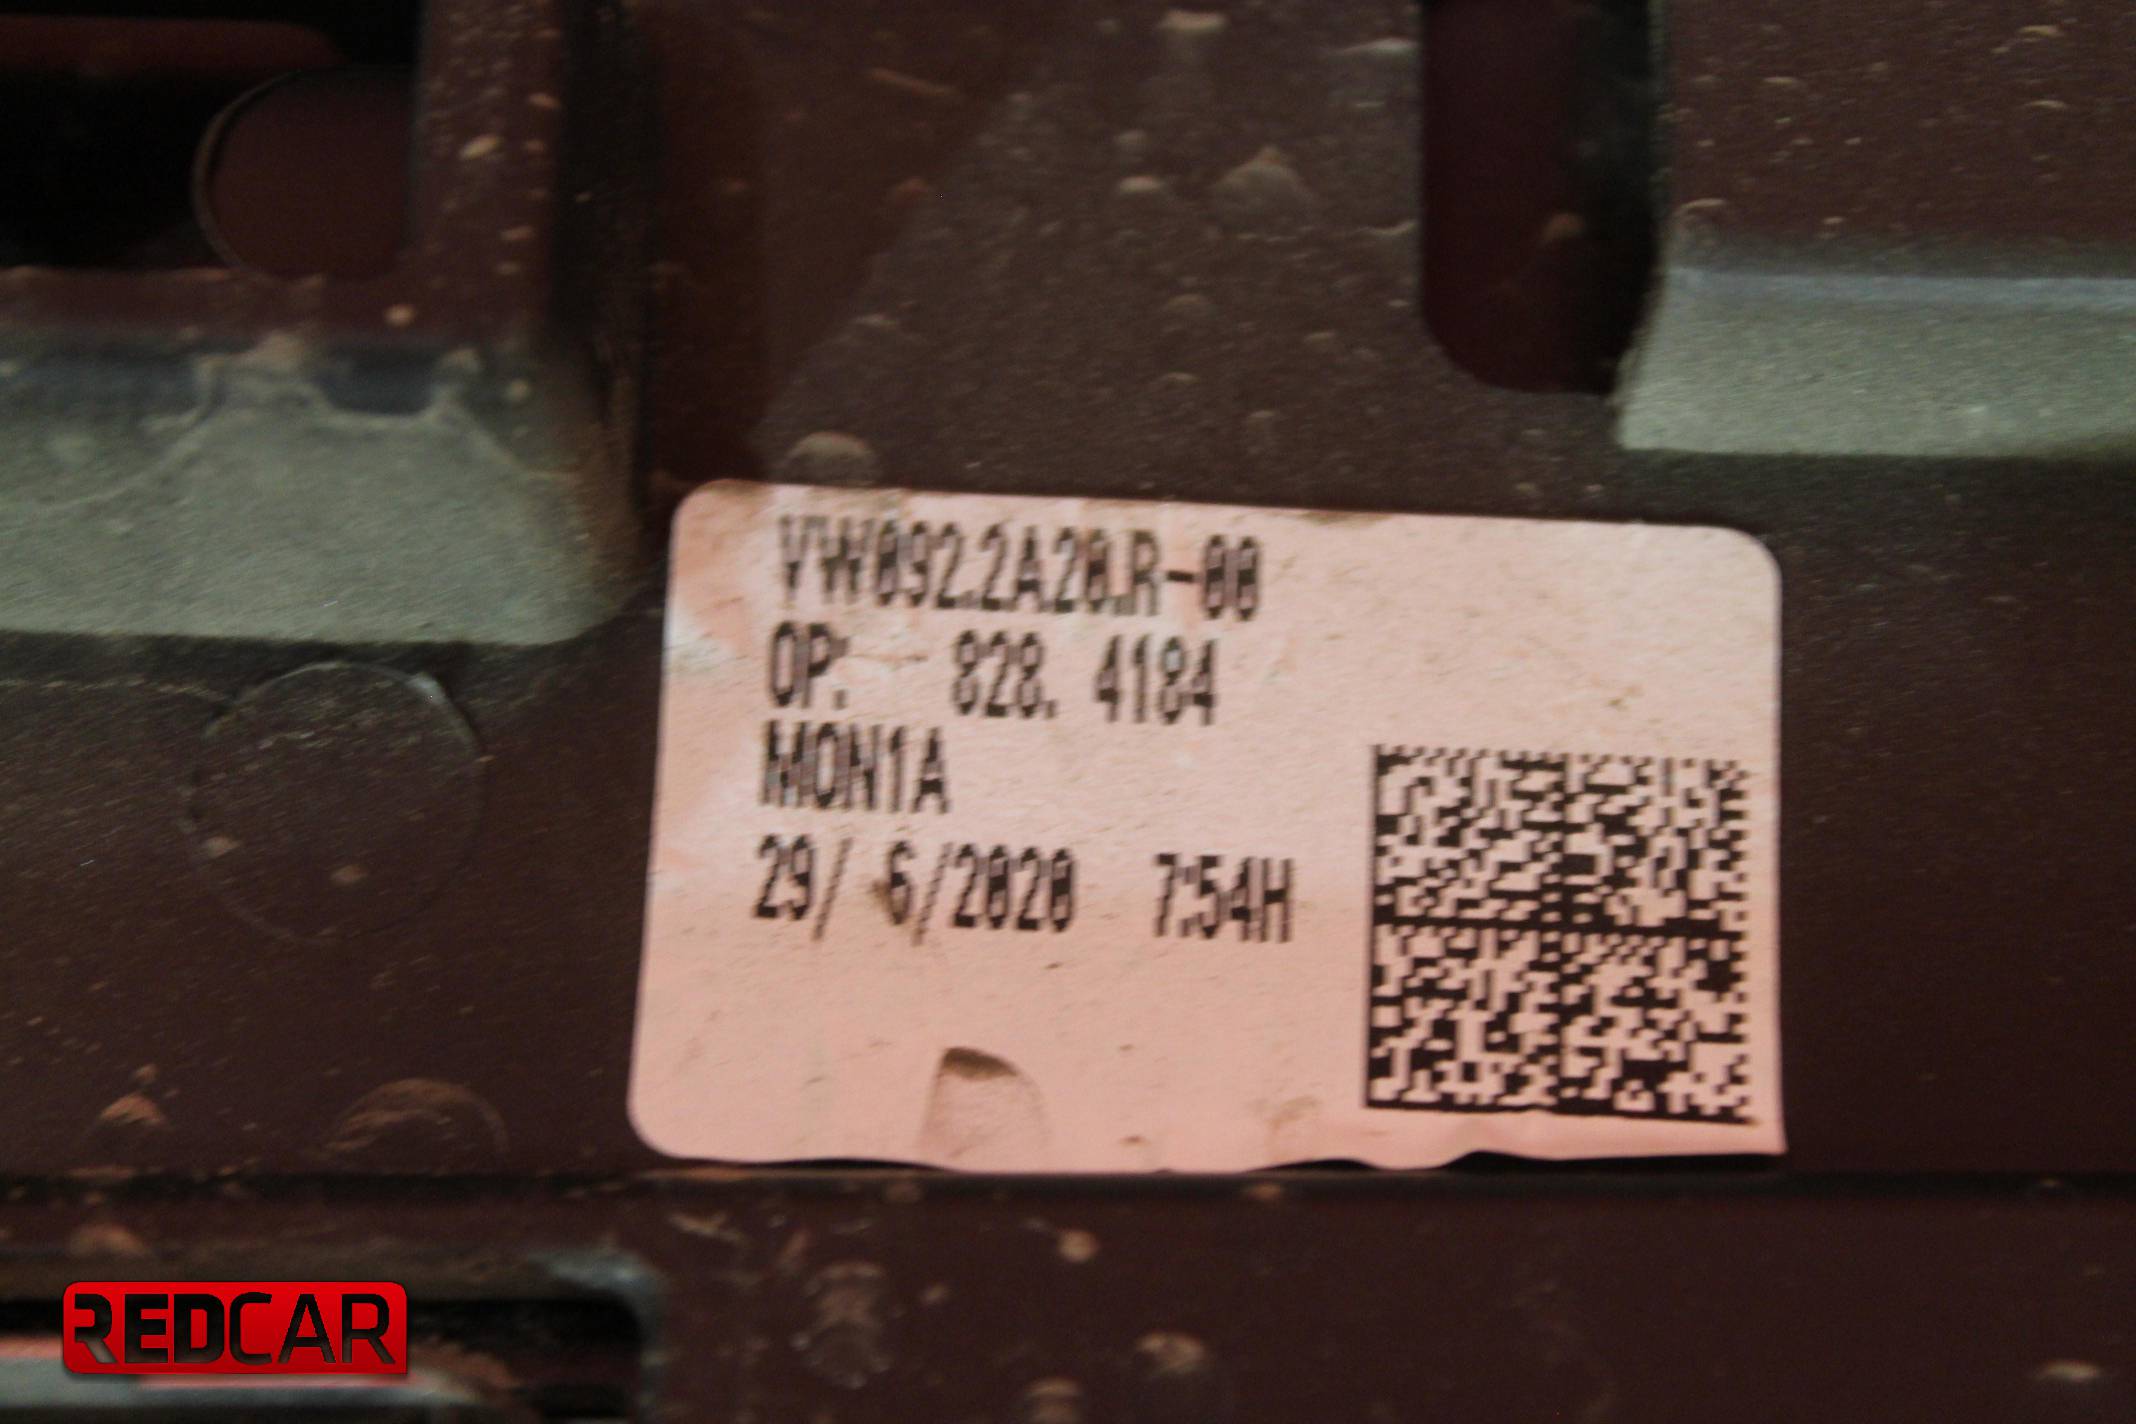 VW092.2A20.R-00
OP: 828. 4184
MON1A
29/ 6/2020 7:54H
REDCAR